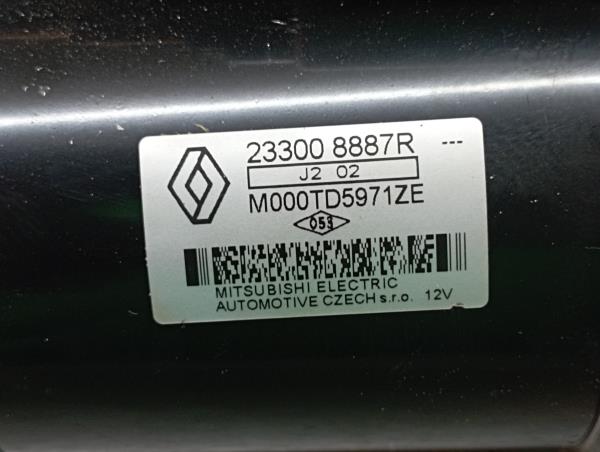 23300 8887R ---
J2 02
M000TD5971ZE
053
MITSUBISHI ELECTRIC
AUTOMOTIVE CZECH s.r.o. 12V